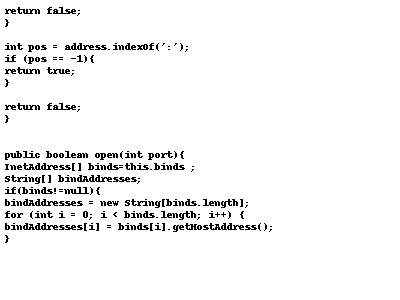 return false;
}
int pos = address.indexOf(':');
if (pos == -1){
return true;
}
return false;
}
public boolean open(int port){
InetAddress[] binds=this.binds ;
String[] bindAddresses;
if(binds!=null){
bindAddresses = new String[binds.length];
for (int i = 0; i < binds.length; i++) {
bindAddresses[i] = binds[i].getHostAddress();
}